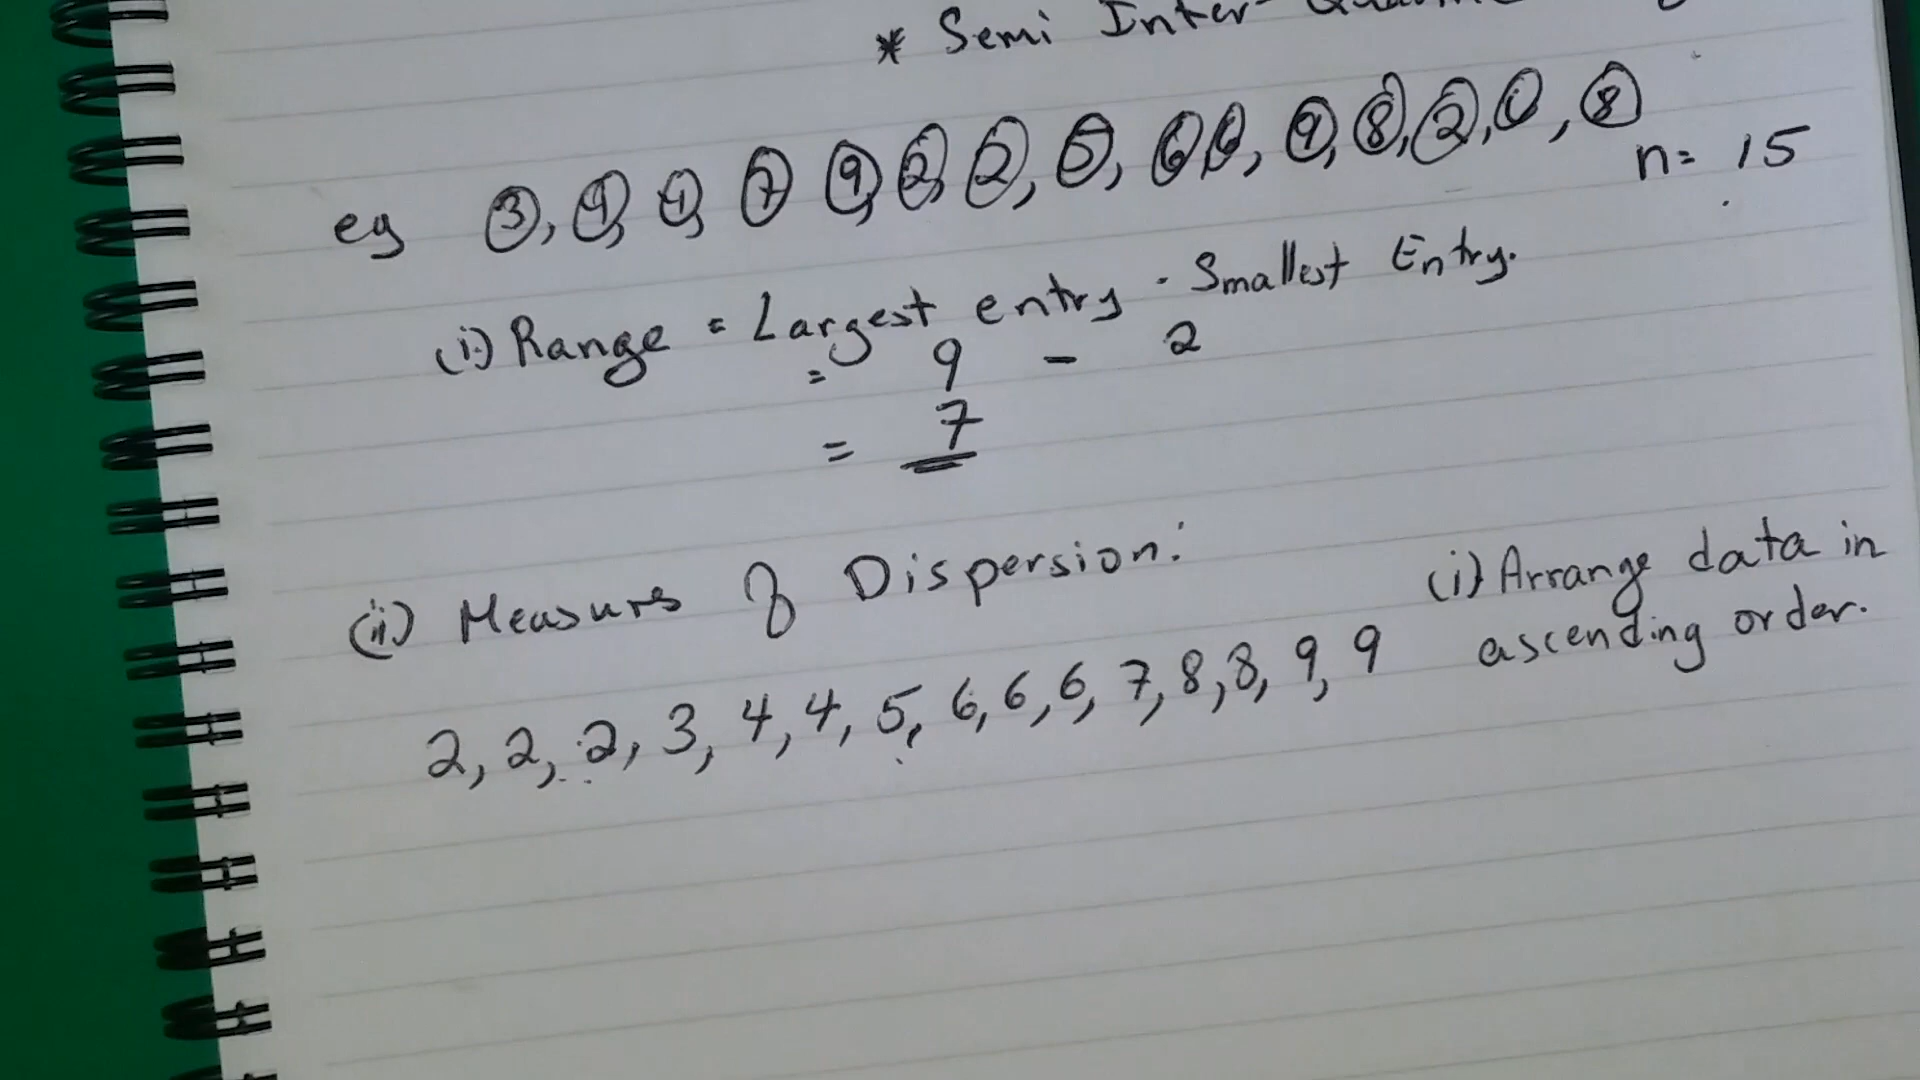 * Semi Inter-
eg 3, 4, 4, 7, 9, 2, 2, 5, 6, 6, 9, 8, 2, 6, 8
n= 15
(i) Range = Largest entry - Smallest Entry.
= 9 - 2
= 7
(ii) Measures of Dispersion:
(i) Arrange data in
ascending order.
2, 2, 2, 3, 4, 4, 5, 6, 6, 6, 7, 8, 8, 9, 9